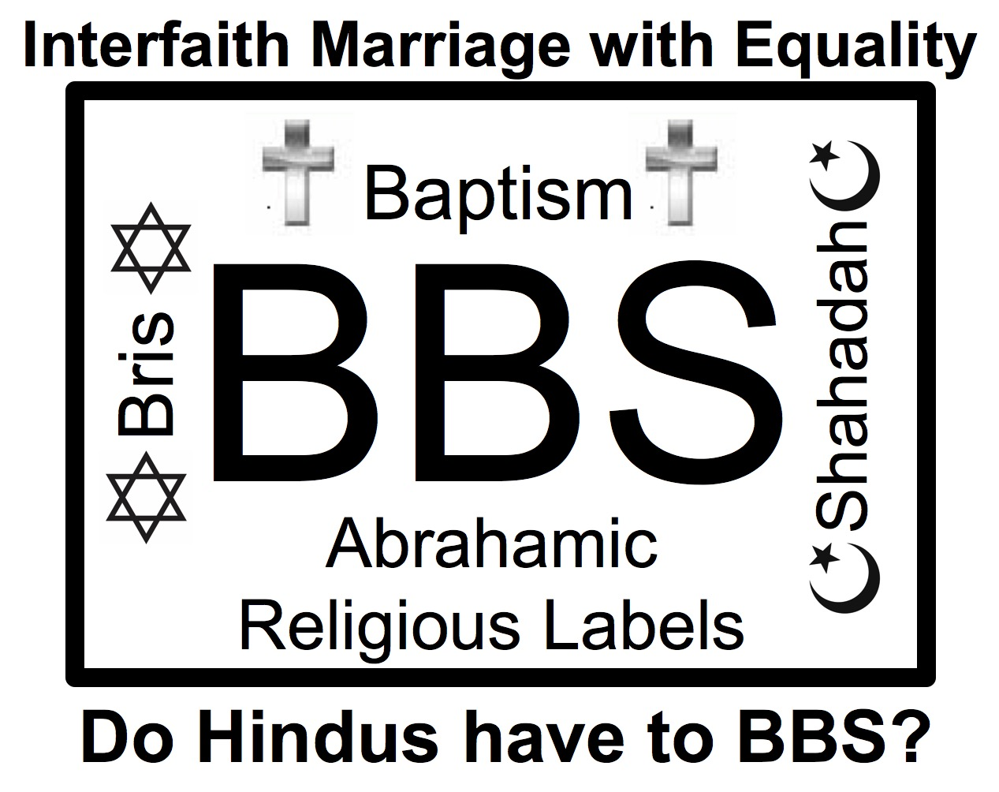 Interfaith Marriage with Equality
Baptism
Bris
BBS
Shahadah
Abrahamic
Religious Labels
Do Hindus have to BBS?